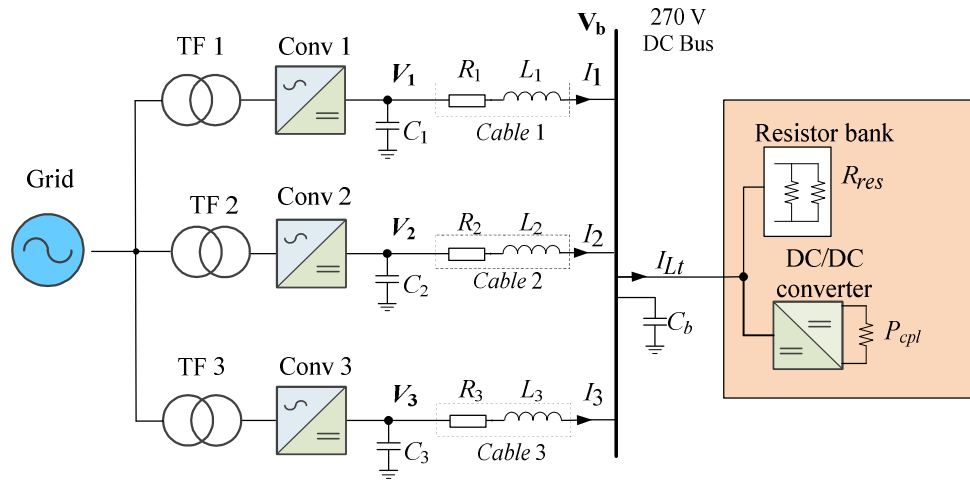 V_b
270 V
DC Bus
TF 1
Conv 1
V_1
R_1
L_1
I1
C_1
Cable 1
Resistor bank
R_res
Grid
TF 2
Conv 2
V_2
R_2
L_2
I2
C_2
Cable 2
I_Lt
DC/DC
converter
C_b
P_cpl
TF 3
Conv 3
V_3
R_3
L_3
I_3
C_3
Cable 3